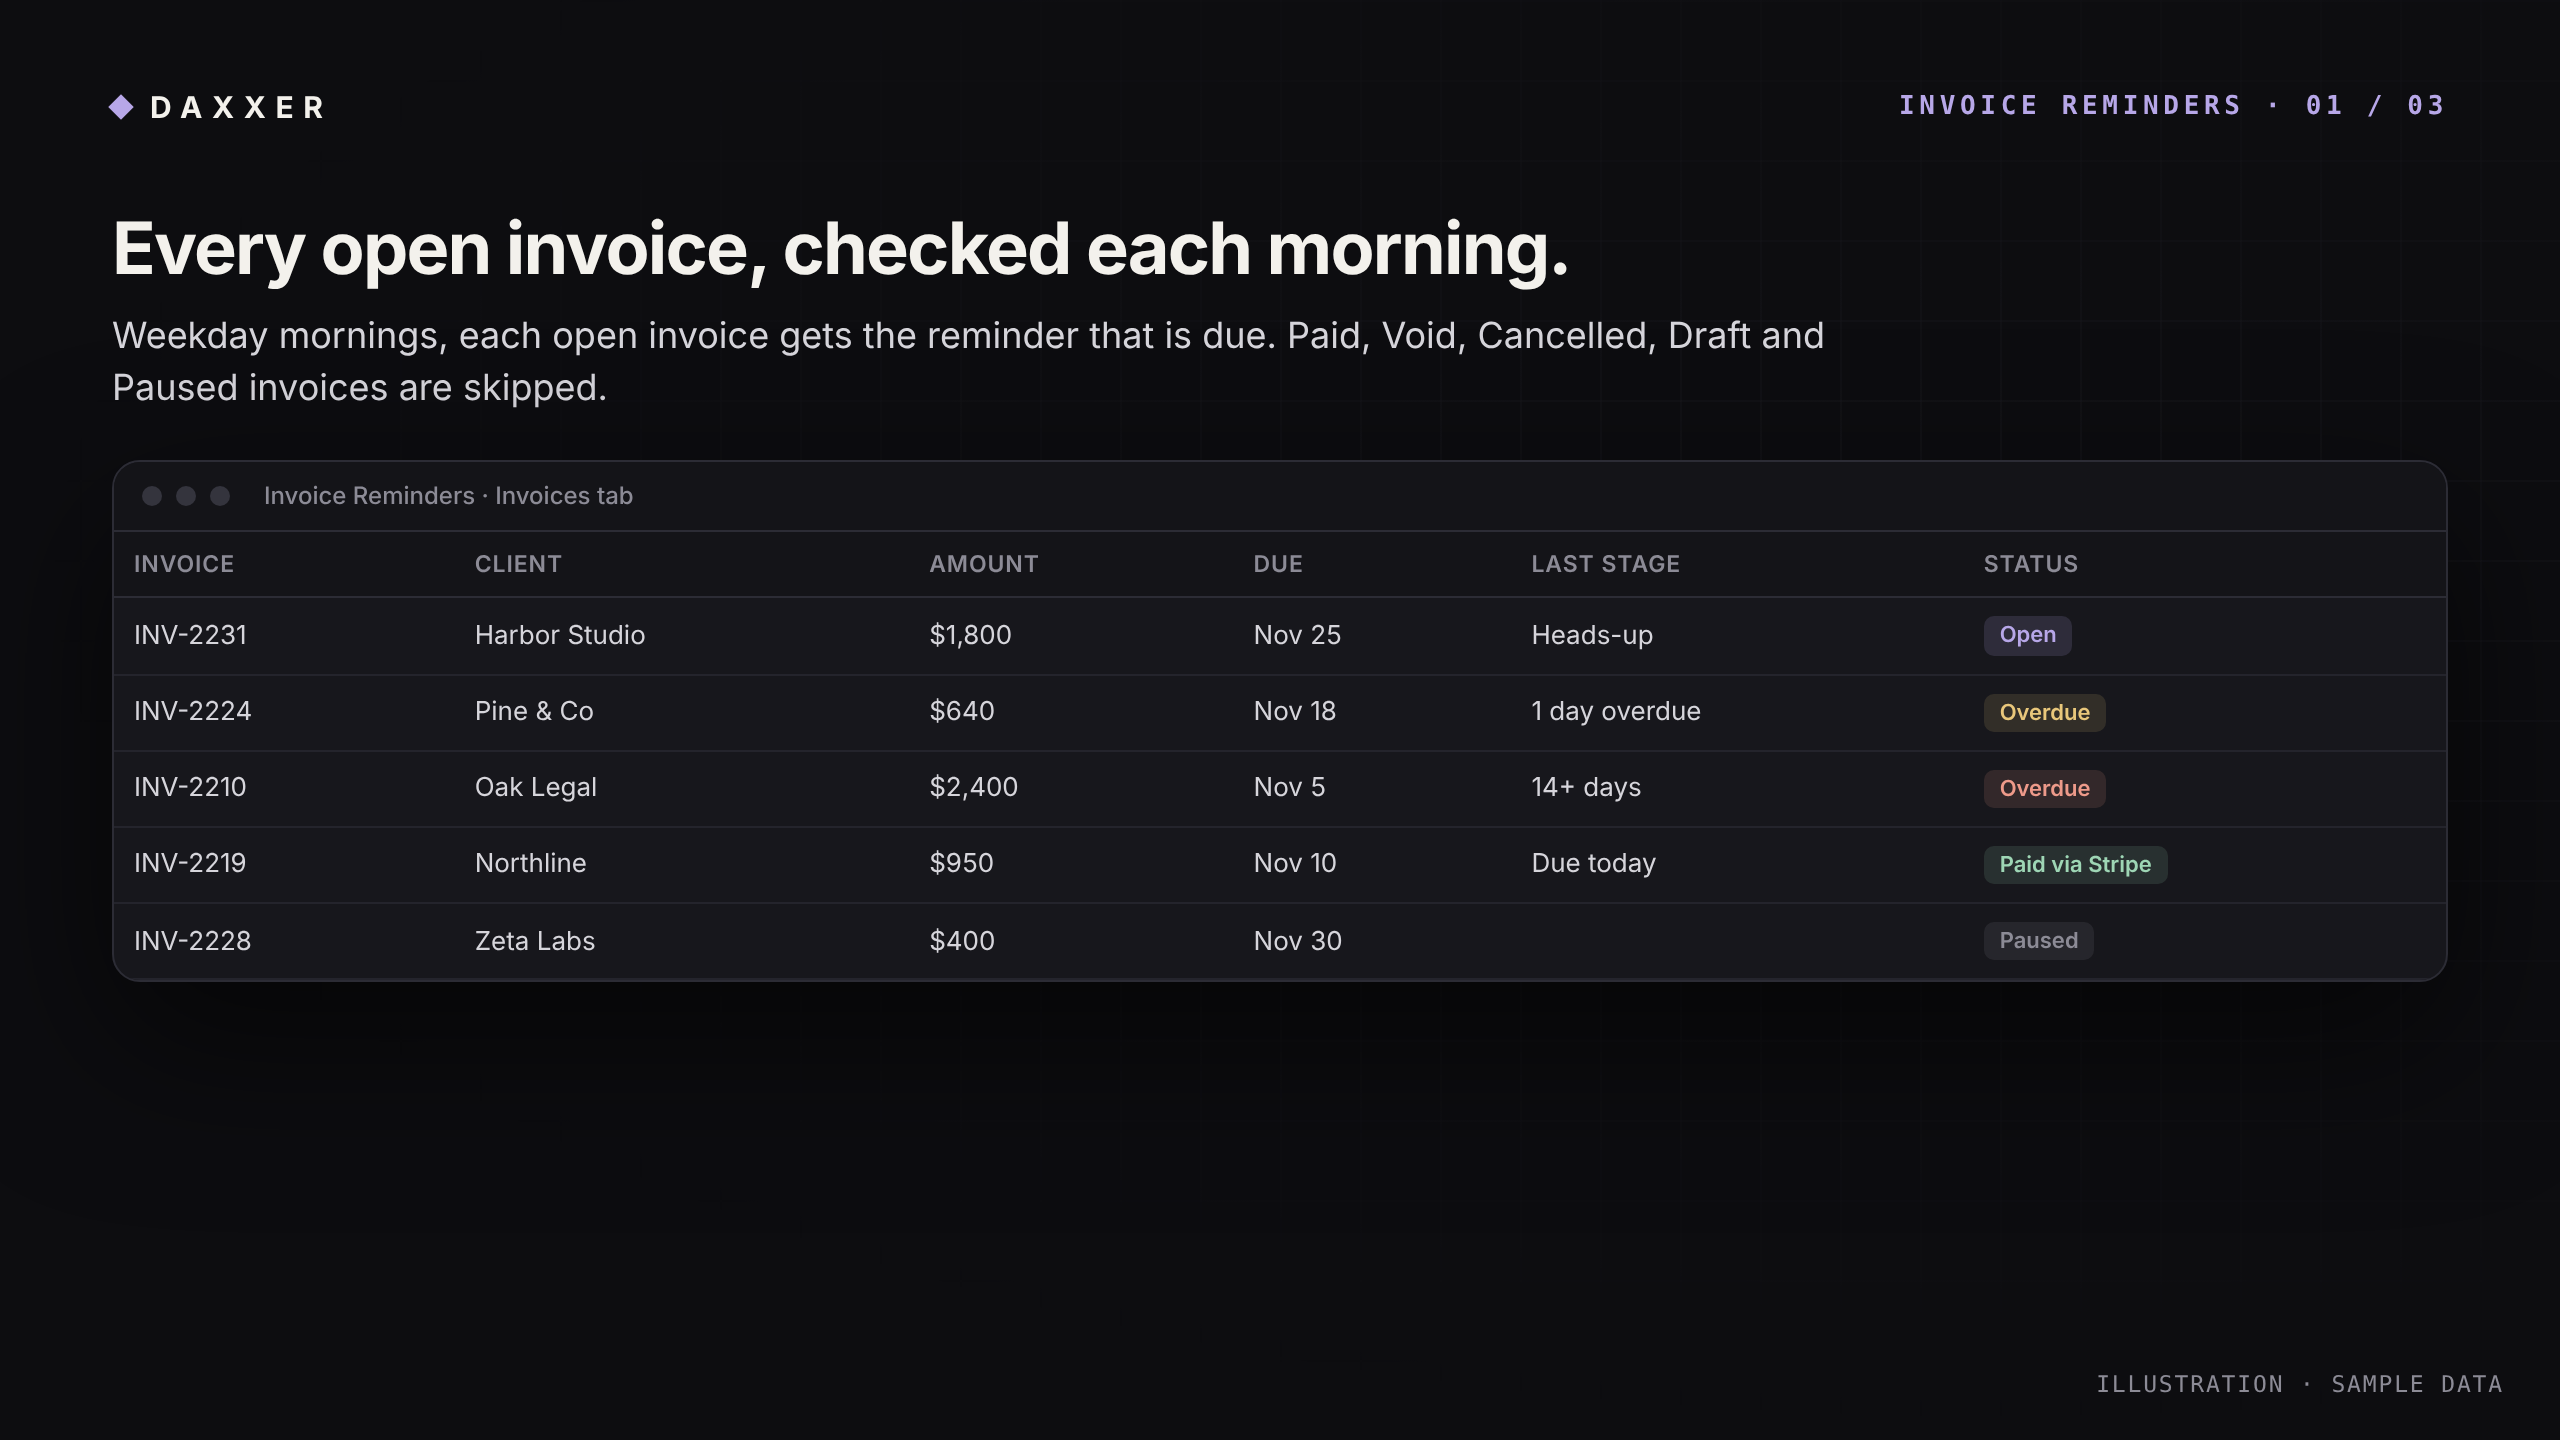 DAXXER
INVOICE REMINDERS · 01 / 03
Every open invoice, checked each morning.
Weekday mornings, each open invoice gets the reminder that is due. Paid, Void, Cancelled, Draft and
Paused invoices are skipped.
Invoice Reminders · Invoices tab
INVOICE CLIENT AMOUNT DUE LAST STAGE STATUS
INV-2231 Harbor Studio $1,800 Nov 25 Heads-up Open
INV-2224 Pine & Co $640 Nov 18 1 day overdue Overdue
INV-2210 Oak Legal $2,400 Nov 5 14+ days Overdue
INV-2219 Northline $950 Nov 10 Due today Paid via Stripe
INV-2228 Zeta Labs $400 Nov 30 Paused
ILLUSTRATION · SAMPLE DATA